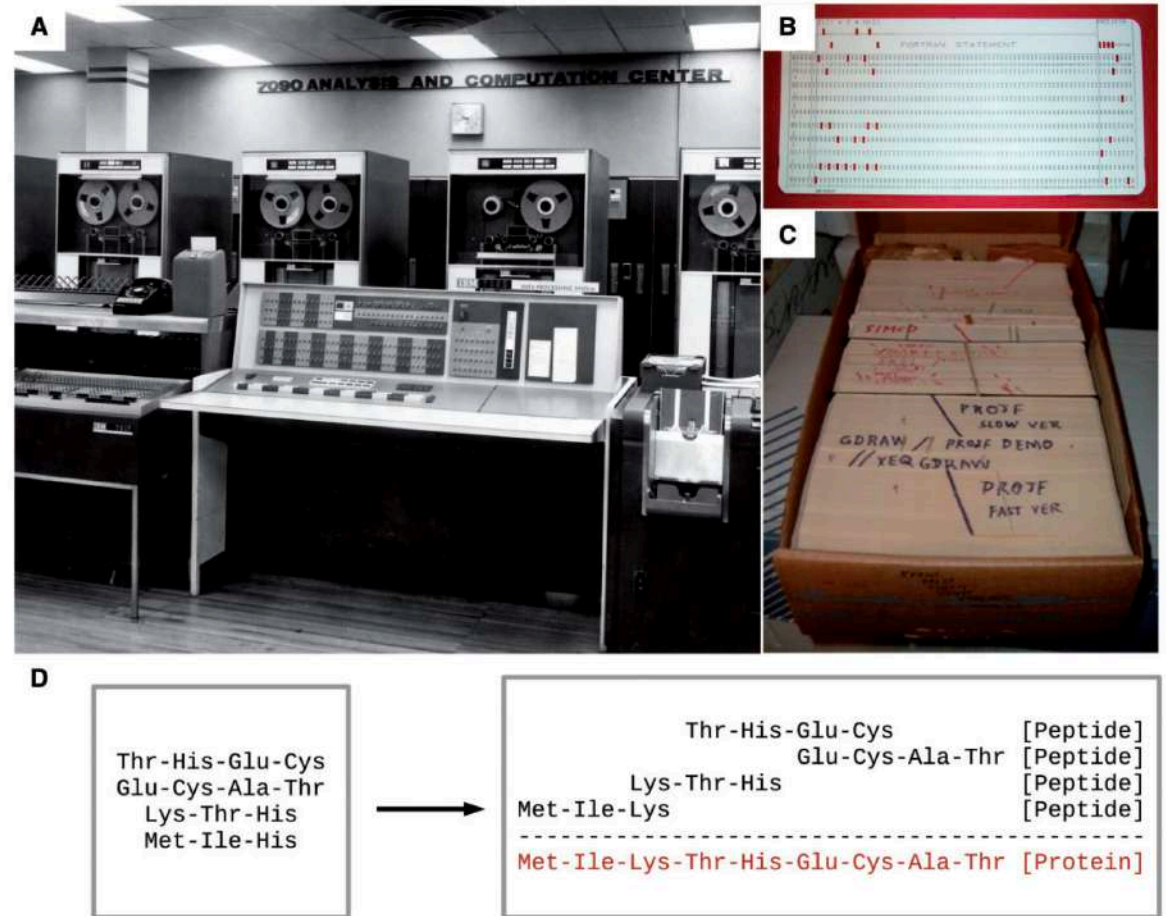 A
7090 ANALYSIS AND COMPUTATION CENTER
B
FORTRAN STATEMENT
C
SIMUP
PROJF
SLOW VER
GDRAW // PROJF DEMO
// XEQ GDRAW
PROJF
FAST VER
D
Thr-His-Glu-Cys
Glu-Cys-Ala-Thr
Lys-Thr-His
Met-Ile-His
Thr-His-Glu-Cys [Peptide]
Glu-Cys-Ala-Thr [Peptide]
Lys-Thr-His [Peptide]
Met-Ile-Lys [Peptide]
Met-Ile-Lys-Thr-His-Glu-Cys-Ala-Thr [Protein]